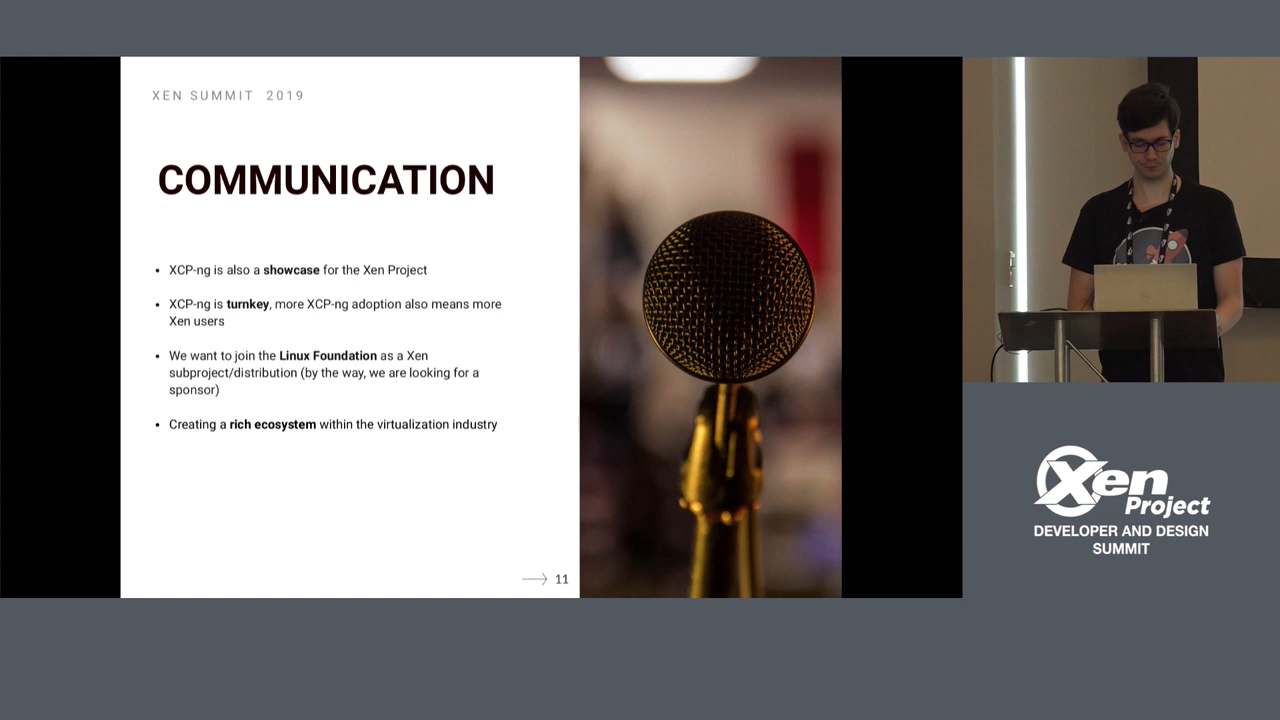 XEN SUMMIT 2019
COMMUNICATION
• XCP-ng is also a showcase for the Xen Project
• XCP-ng is turnkey, more XCP-ng adoption also means more
Xen users
• We want to join the Linux Foundation as a Xen
subproject/distribution (by the way, we are looking for a
sponsor)
• Creating a rich ecosystem within the virtualization industry
11
Xen
Project
DEVELOPER AND DESIGN
SUMMIT